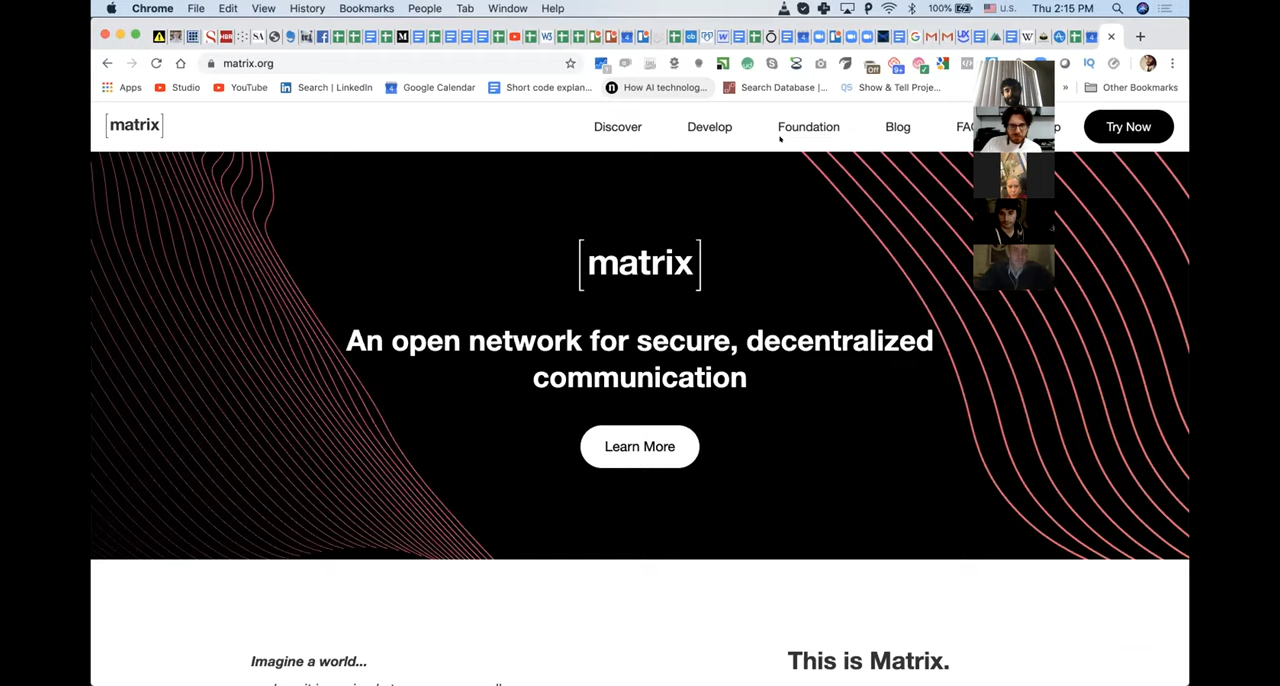 Chrome File Edit View History Bookmarks People Tab Window Help 100% U.S. Thu 2:15 PM
matrix.org
Apps Studio YouTube Search | LinkedIn Google Calendar Short code explan... How AI technolog... Search Database |... Show & Tell Proje... » Other Bookmarks
[matrix] Discover Develop Foundation Blog FA p Try Now
[matrix]
An open network for secure, decentralized
communication
Learn More
Imagine a world...
This is Matrix.